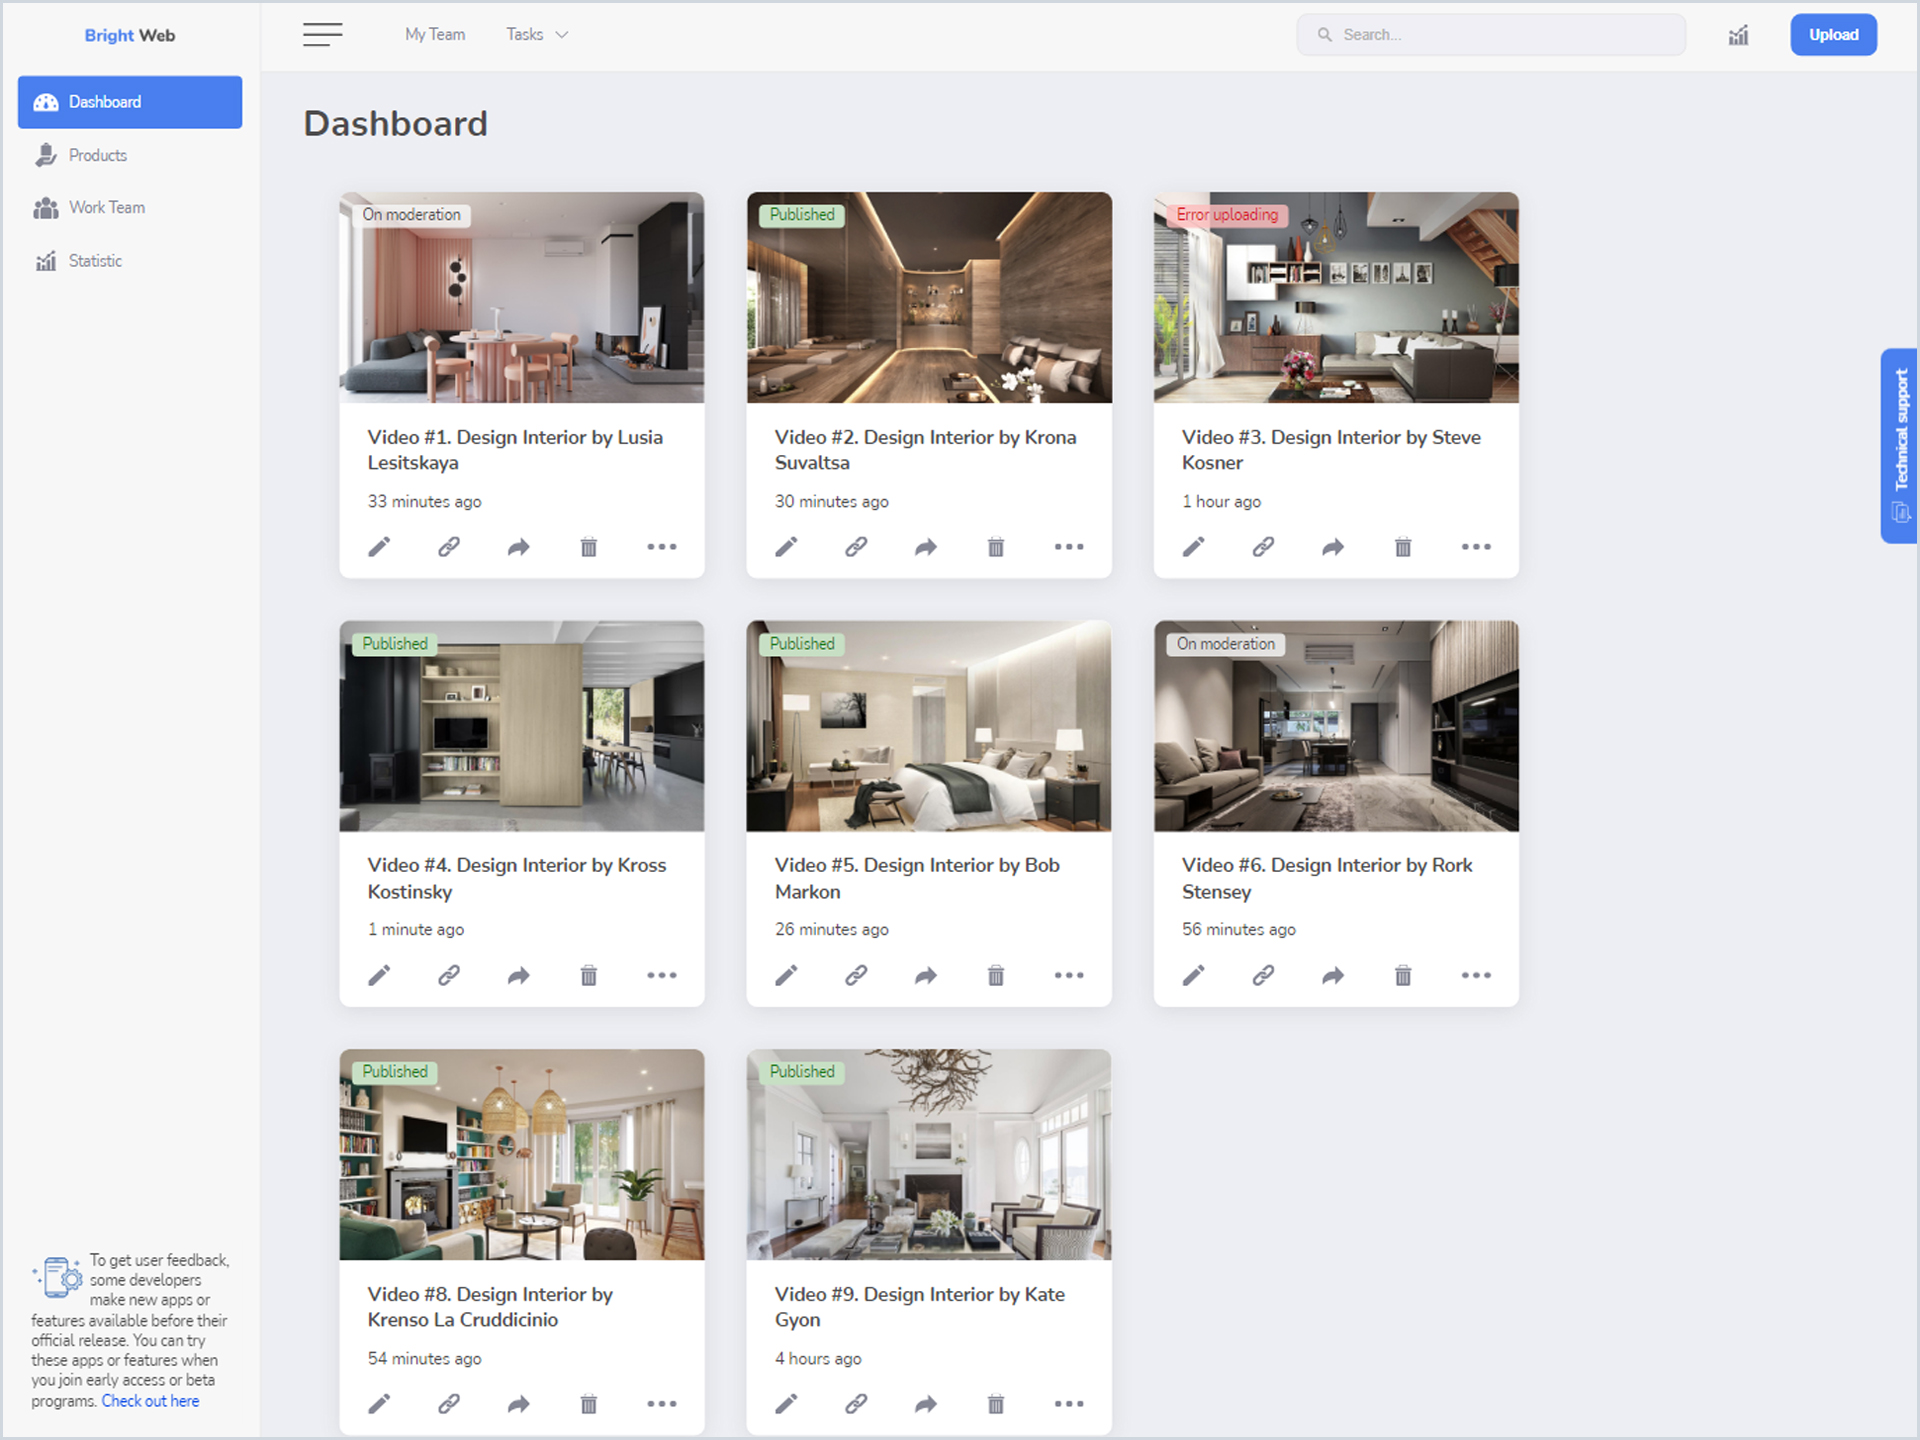 Bright Web
My Team
Tasks
Search...
Upload
Dashboard
Products
Work Team
Statistic
Dashboard
On moderation
Video #1. Design Interior by Lusia
Lesitskaya
33 minutes ago
Published
Video #2. Design Interior by Krona
Suvaltsa
30 minutes ago
Error uploading
Video #3. Design Interior by Steve
Kosner
1 hour ago
Technical support
Published
Video #4. Design Interior by Kross
Kostinsky
1 minute ago
Published
Video #5. Design Interior by Bob
Markon
26 minutes ago
On moderation
Video #6. Design Interior by Rork
Stensey
56 minutes ago
Published
Video #8. Design Interior by
Krenso La Cruddicinio
54 minutes ago
Published
Video #9. Design Interior by Kate
Gyon
4 hours ago
To get user feedback,
some developers
make new apps or
features available before their
official release. You can try
these apps or features when
you join early access or beta
programs. Check out here